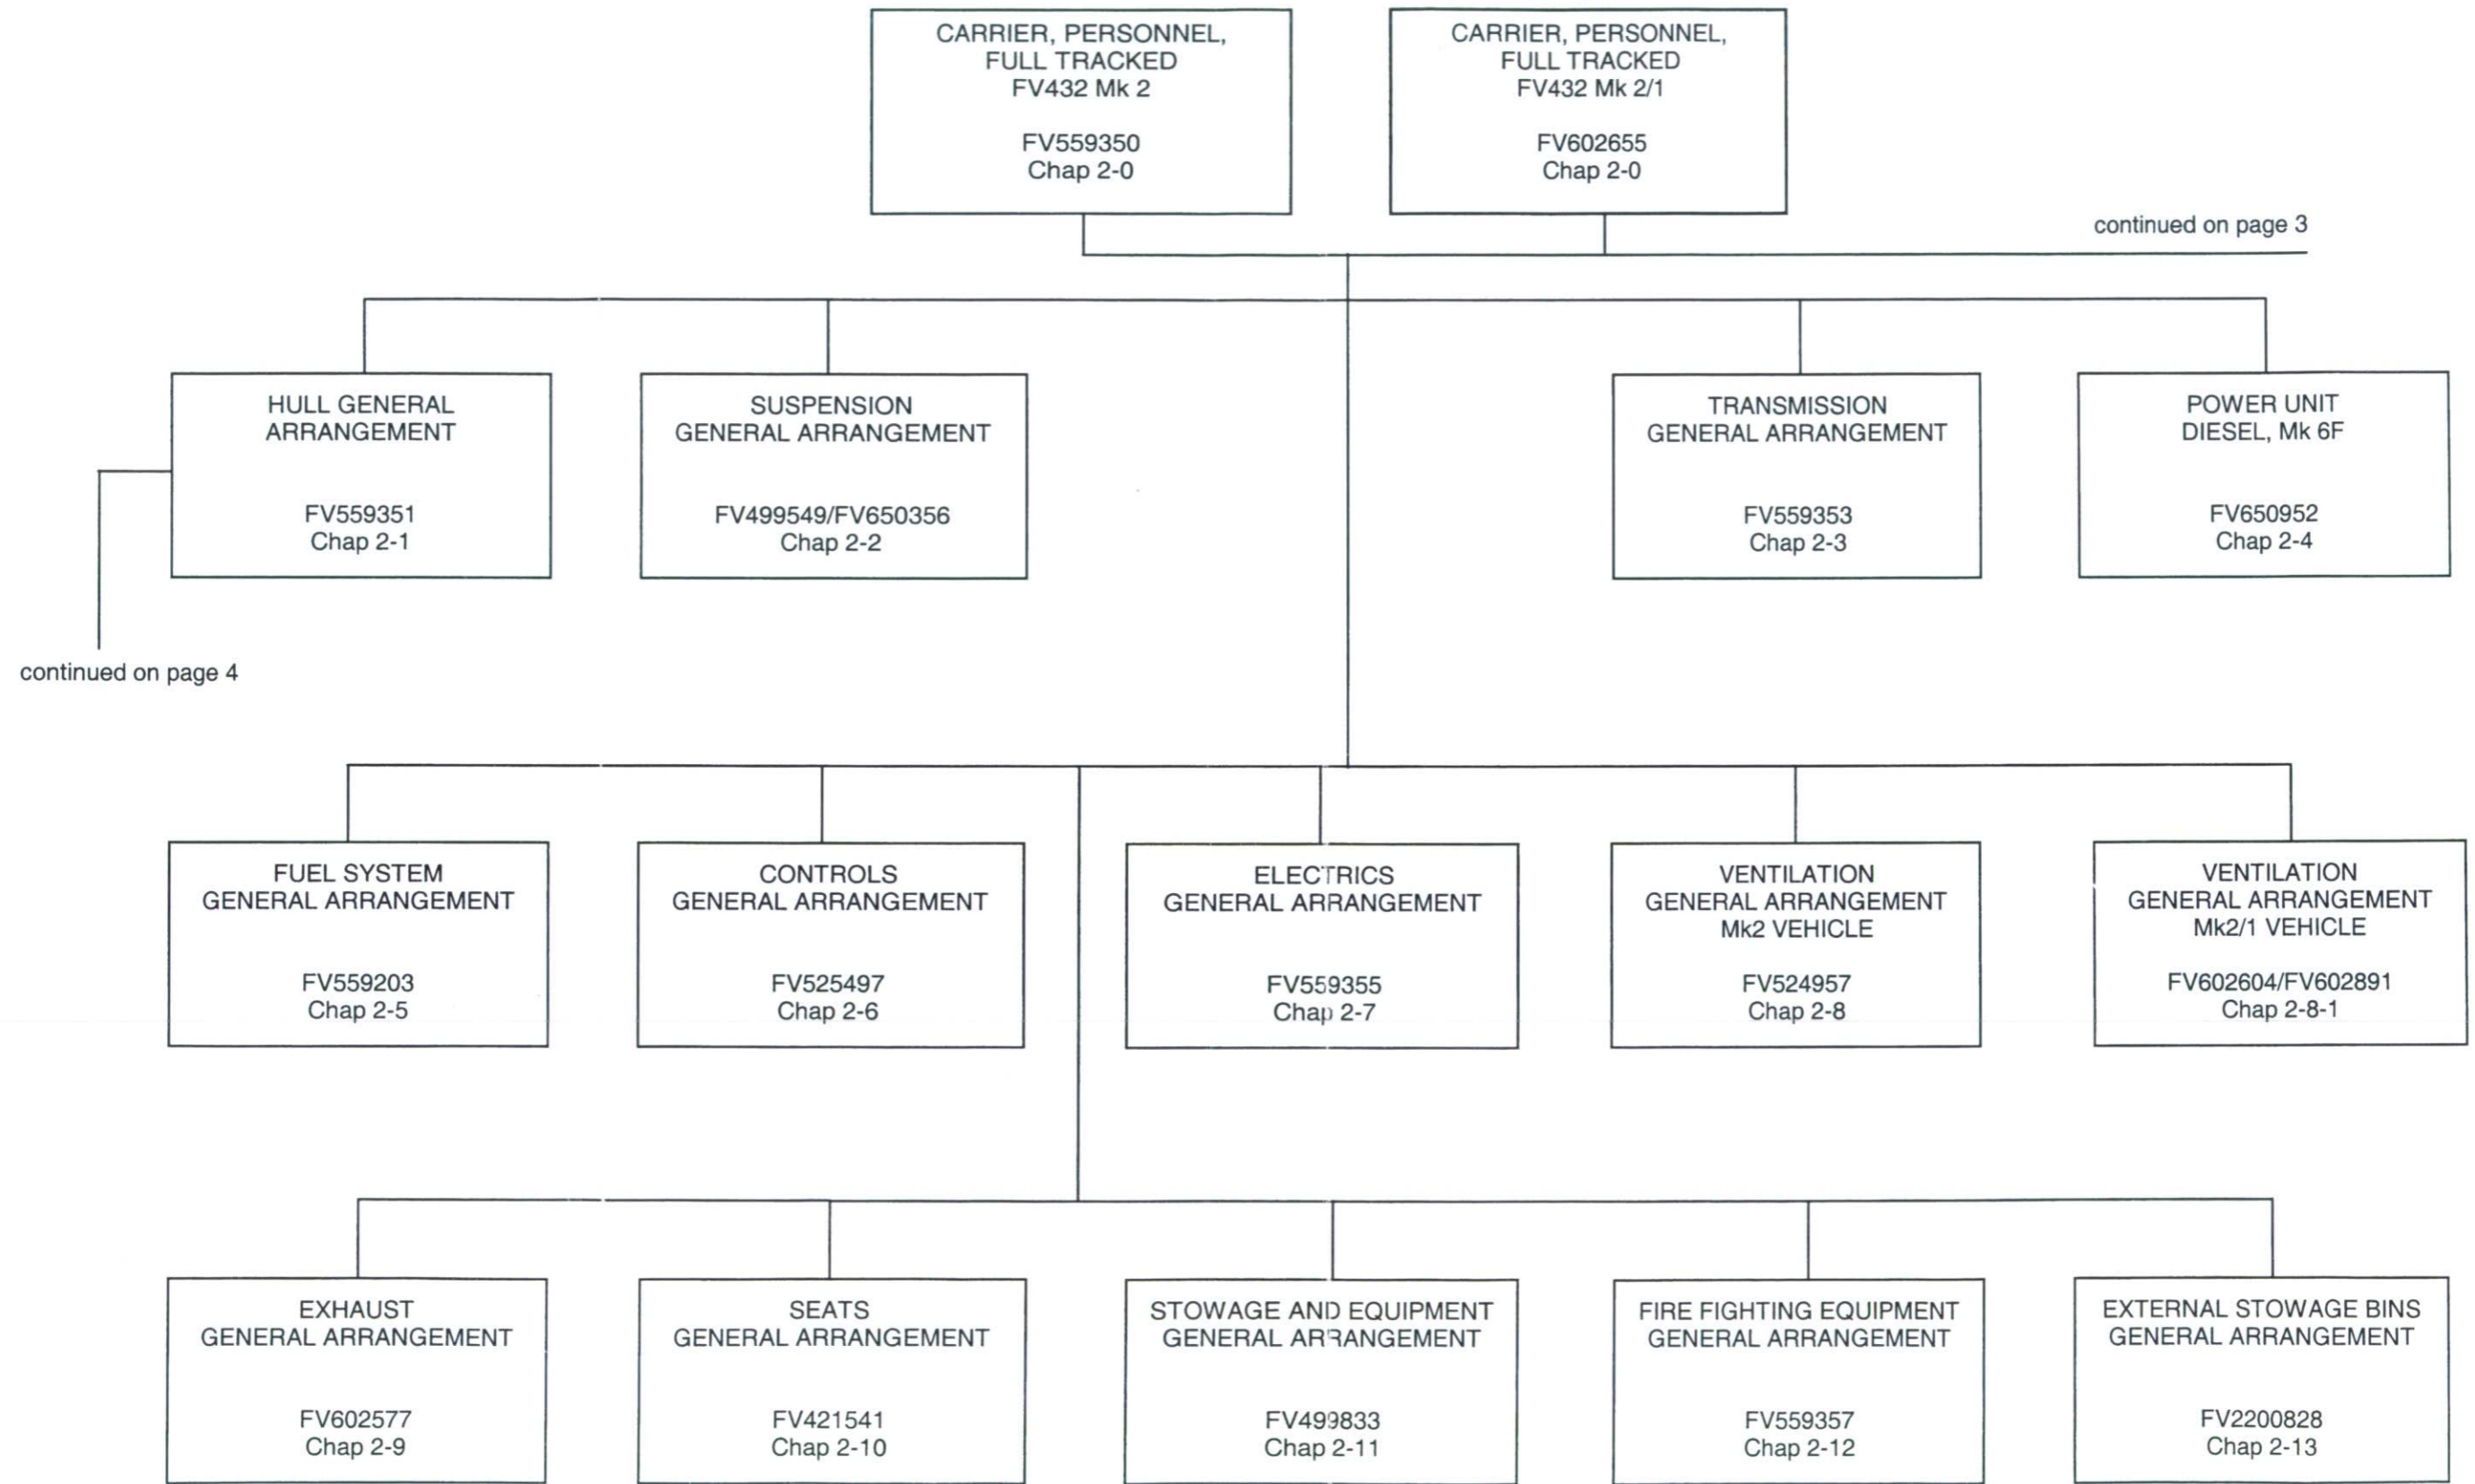 CARRIER, PERSONNEL,
FULL TRACKED
FV432 Mk 2
FV559350
Chap 2-0
CARRIER, PERSONNEL,
FULL TRACKED
FV432 Mk 2/1
FV602655
Chap 2-0
continued on page 3
HULL GENERAL
ARRANGEMENT
FV559351
Chap 2-1
SUSPENSION
GENERAL ARRANGEMENT
FV499549/FV650356
Chap 2-2
TRANSMISSION
GENERAL ARRANGEMENT
FV559353
Chap 2-3
POWER UNIT
DIESEL, Mk 6F
FV650952
Chap 2-4
continued on page 4
FUEL SYSTEM
GENERAL ARRANGEMENT
FV559203
Chap 2-5
CONTROLS
GENERAL ARRANGEMENT
FV525497
Chap 2-6
ELECTRICS
GENERAL ARRANGEMENT
FV559355
Chap 2-7
VENTILATION
GENERAL ARRANGEMENT
Mk2 VEHICLE
FV524957
Chap 2-8
VENTILATION
GENERAL ARRANGEMENT
Mk2/1 VEHICLE
FV602604/FV602891
Chap 2-8-1
EXHAUST
GENERAL ARRANGEMENT
FV602577
Chap 2-9
SEATS
GENERAL ARRANGEMENT
FV421541
Chap 2-10
STOWAGE AND EQUIPMENT
GENERAL ARRANGEMENT
FV499833
Chap 2-11
FIRE FIGHTING EQUIPMENT
GENERAL ARRANGEMENT
FV559357
Chap 2-12
EXTERNAL STOWAGE BINS
GENERAL ARRANGEMENT
FV2200828
Chap 2-13